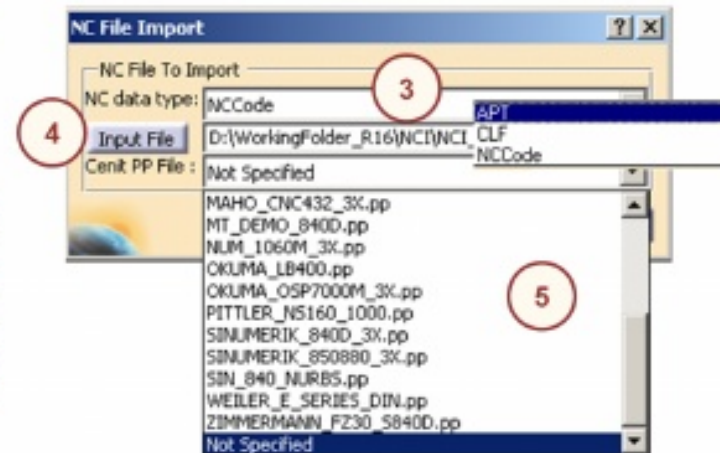 NC File Import
NC File To Import
3
NC data type: NCCode
APT
4
Input File D:\WorkingFolder_R16\NCI\NCI_
CLF
NCCode
Cenit PP File : Not Specified
MAHO_CNC432_3X.pp
MT_DEMO_840D.pp
NUM_1060M_3X.pp
OKUMA_LB400.pp
OKUMA_OSP7000M_3X.pp
5
PITTLER_NS160_1000.pp
SINUMERIK_840D_3X.pp
SINUMERIK_850880_3X.pp
SIN_840_NURBS.pp
WEILER_E_SERIES_DIN.pp
ZIMMERMANN_FZ30_S840D.pp
Not Specified